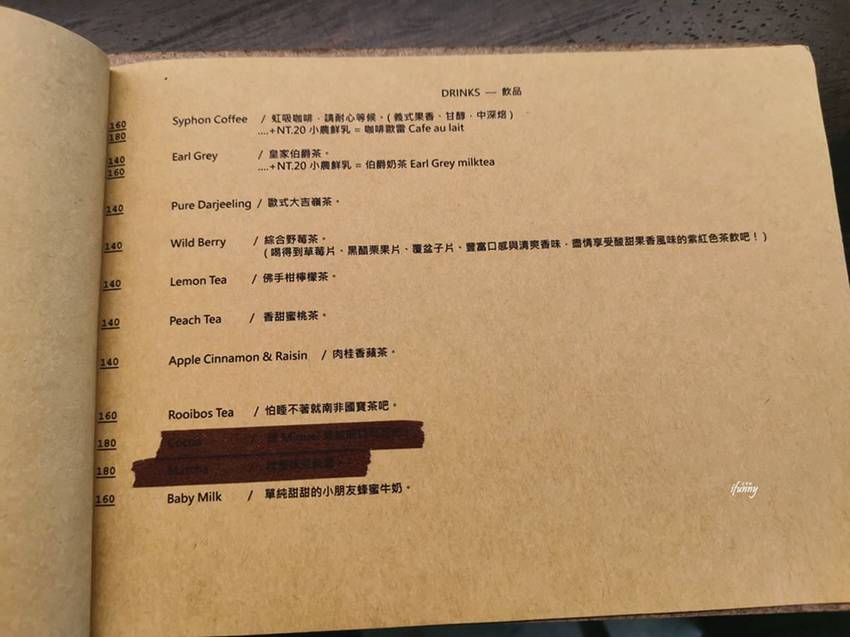 DRINKS — 飲品
160 Syphon Coffee / 虹吸咖啡，請耐心等候。( 義式果香、甘醇，中深焙 )
180 ....+NT.20 小農鮮乳 = 咖啡歐雷 Cafe au lait
140 Earl Grey / 皇家伯爵茶。
160 ....+NT.20 小農鮮乳 = 伯爵奶茶 Earl Grey milktea
140 Pure Darjeeling / 歐式大吉嶺茶。
140 Wild Berry / 綜合野莓茶。
( 喝得到草莓片、黑醋栗果片、覆盆子片、豐富口感與清爽香味，盡情享受酸甜果香風味的紫紅色茶飲吧！)
140 Lemon Tea / 佛手柑檸檬茶。
140 Peach Tea / 香甜蜜桃茶。
140 Apple Cinnamon & Raisin / 肉桂香蘋茶。
160 Rooibos Tea / 怕睡不著就南非國寶茶吧。
180 Cocoa /
180 Matcha /
160 Baby Milk / 單純甜甜的小朋友蜂蜜牛奶。
ifunny